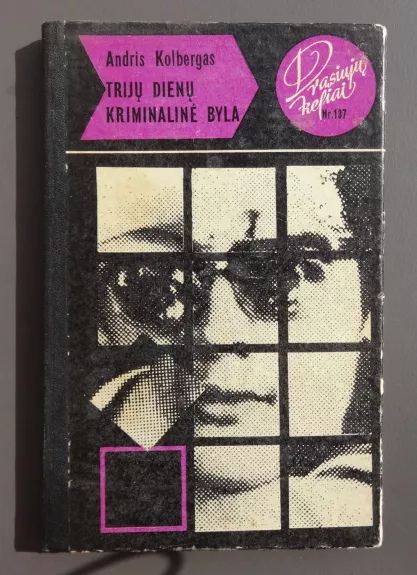 Andris Kolbergas
TRIJŲ DIENŲ
KRIMINALINĖ BYLA
Drąsiųjų
keliai
Nr.137